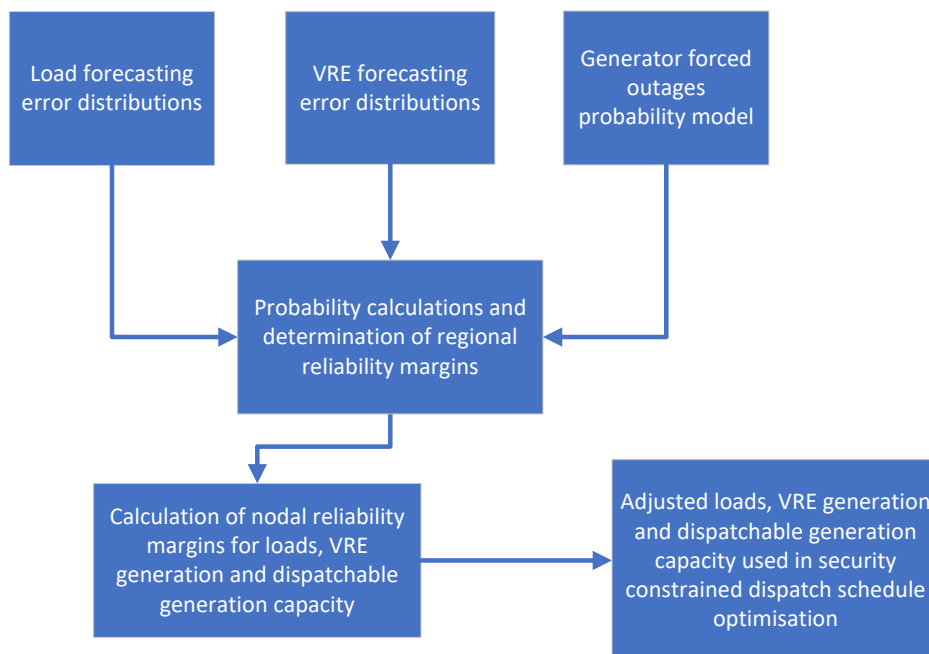 Load forecasting
error distributions
VRE forecasting
error distributions
Generator forced
outages
probability model
Probability calculations and
determination of regional
reliability margins
Calculation of nodal reliability
margins for loads, VRE
generation and dispatchable
generation capacity
Adjusted loads, VRE generation
and dispatchable generation
capacity used in security
constrained dispatch schedule
optimisation